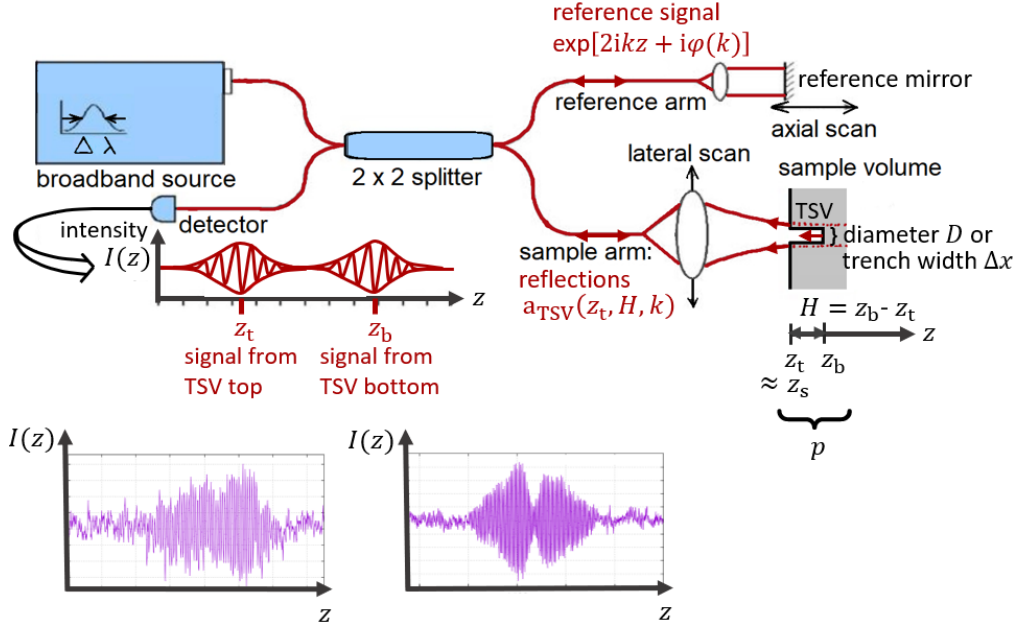 reference signal
exp[2ikz + iφ(k)]
reference mirror
reference arm
axial scan
Δ λ
broadband source
2 x 2 splitter
lateral scan
sample volume
TSV
intensity
detector
I(z)
z
sample arm:
reflections
a_TSV(z_t, H, k)
} diameter D or
trench width Δx
z_t
z_b
signal from
TSV top
signal from
TSV bottom
H = z_b- z_t
z
z_t
z_b
≈ z_s
p
I(z)
z
I(z)
z